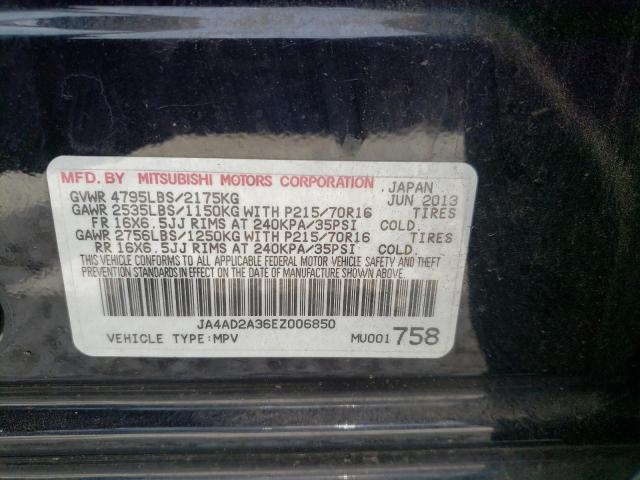 MFD. BY MITSUBISHI MOTORS CORPORATION JAPAN
GVWR 4795LBS/2175KG JUN 2013
GAWR 2535LBS/1150KG WITH P215/70R16 TIRES
FR 16X6.5JJ RIMS AT 240KPA/35PSI COLD.
GAWR 2756LBS/1250KG WITH P215/70R16 TIRES
RR 16X6.5JJ RIMS AT 240KPA/35PSI COLD.
THIS VEHICLE CONFORMS TO ALL APPLICABLE FEDERAL MOTOR VEHICLE SAFETY AND THEFT
PREVENTION STANDARDS IN EFFECT ON THE DATE OF MANUFACTURE SHOWN ABOVE.
JA4AD2A36EZ006850
VEHICLE TYPE:MPV MU001 758